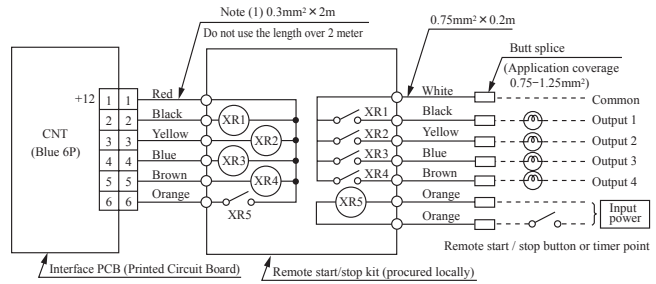 Note (1) 0.3mm² × 2m
Do not use the length over 2 meter
0.75mm² × 0.2m
Butt splice
(Application coverage
0.75−1.25mm²)
CNT
(Blue 6P)
+12
1 1 Red
2 2 Black
3 3 Yellow
4 4 Blue
5 5 Brown
6 6 Orange
XR1
XR2
XR3
XR4
XR5
XR1
XR2
XR3
XR4
XR5
White
Common
Black
Output 1
Yellow
Output 2
Blue
Output 3
Brown
Output 4
Orange
Orange
Input
power
Remote start / stop button or timer point
Interface PCB (Printed Circuit Board)
Remote start/stop kit (procured locally)